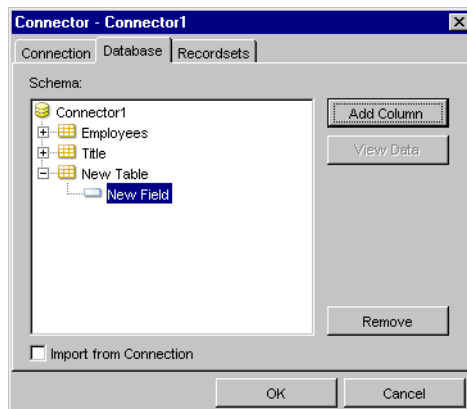 Connector - Connector1
Connection Database Recordsets
Schema:
Connector1
Add Column
Employees
Title
View Data
New Table
New Field
Remove
Import from Connection
OK Cancel